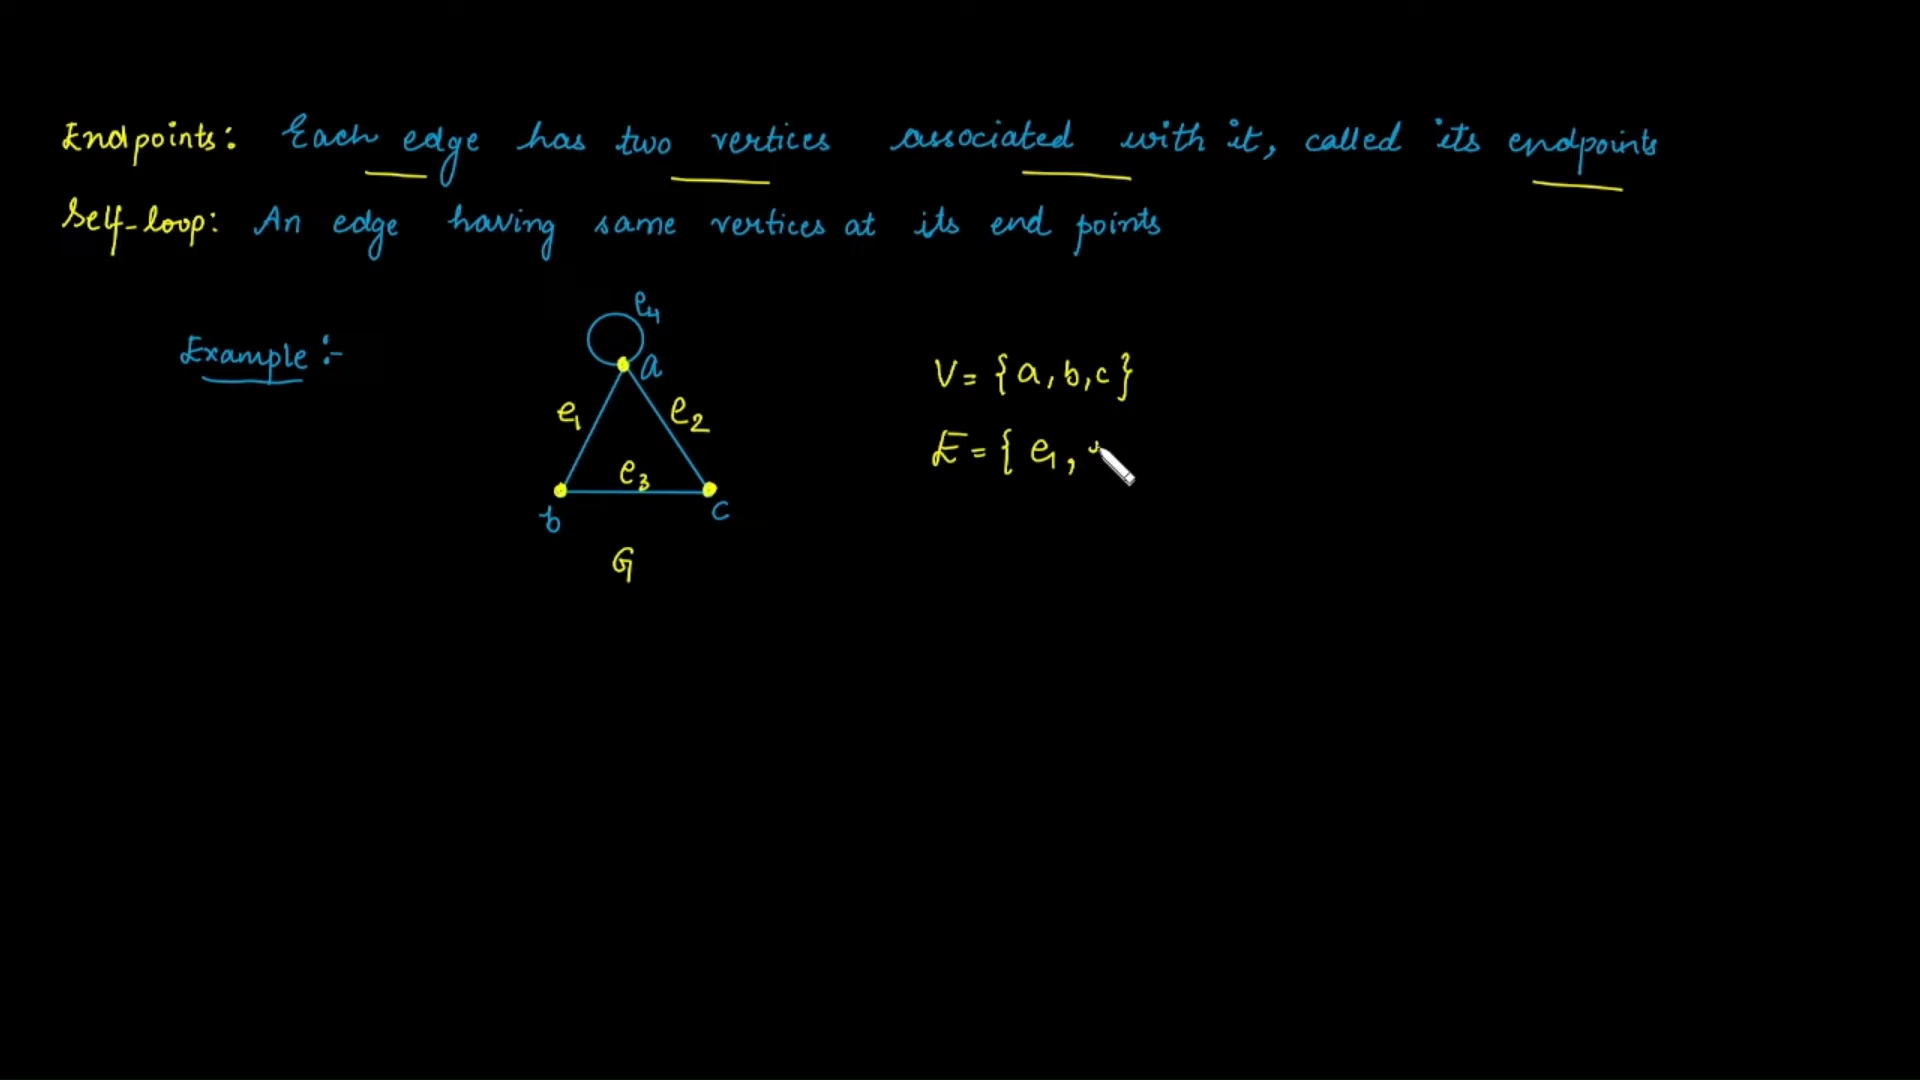 Endpoints: Each edge has two vertices associated with it, called its endpoints
Self-loop: An edge having same vertices at its end points
Example :-
e4
a
e1
e2
e3
b
c
G
V = {a, b, c}
E = { e1,